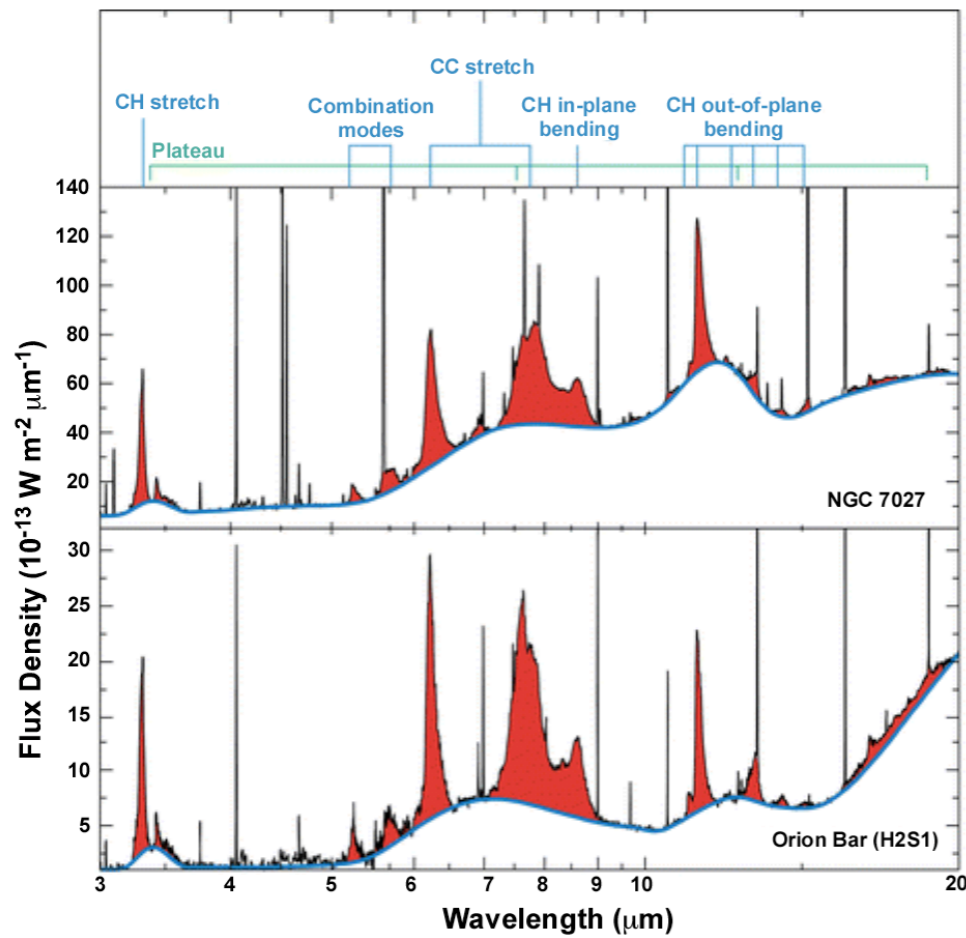 CC stretch
CH stretch
Combination
modes
CH in-plane
bending
CH out-of-plane
bending
Plateau
140
120
100
80
60
40
20
NGC 7027
30
25
20
15
10
5
Orion Bar (H2S1)
3 4 5 6 7 8 9 10 20
Wavelength (μm)
Flux Density (10-13 W m-2 μm-1)